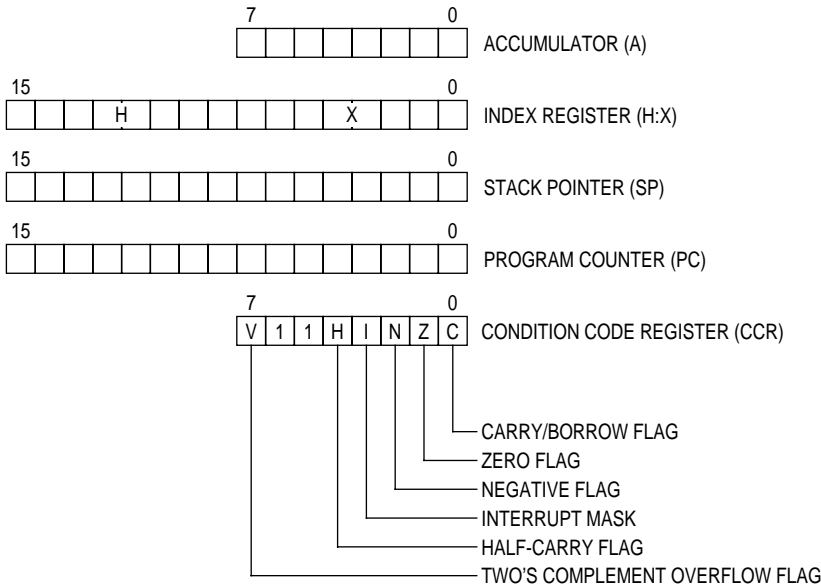 7 0
ACCUMULATOR (A)
15 0
H X INDEX REGISTER (H:X)
15 0
STACK POINTER (SP)
15 0
PROGRAM COUNTER (PC)
7 0
V 1 1 H I N Z C CONDITION CODE REGISTER (CCR)
CARRY/BORROW FLAG
ZERO FLAG
NEGATIVE FLAG
INTERRUPT MASK
HALF-CARRY FLAG
TWO'S COMPLEMENT OVERFLOW FLAG